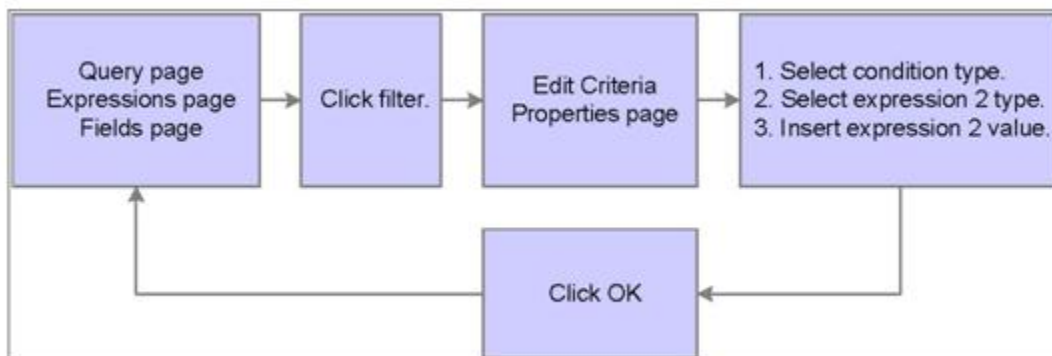 Query page
Expressions page
Fields page
Click filter.
Edit Criteria
Properties page
1. Select condition type.
2. Select expression 2 type.
3. Insert expression 2 value.
Click OK